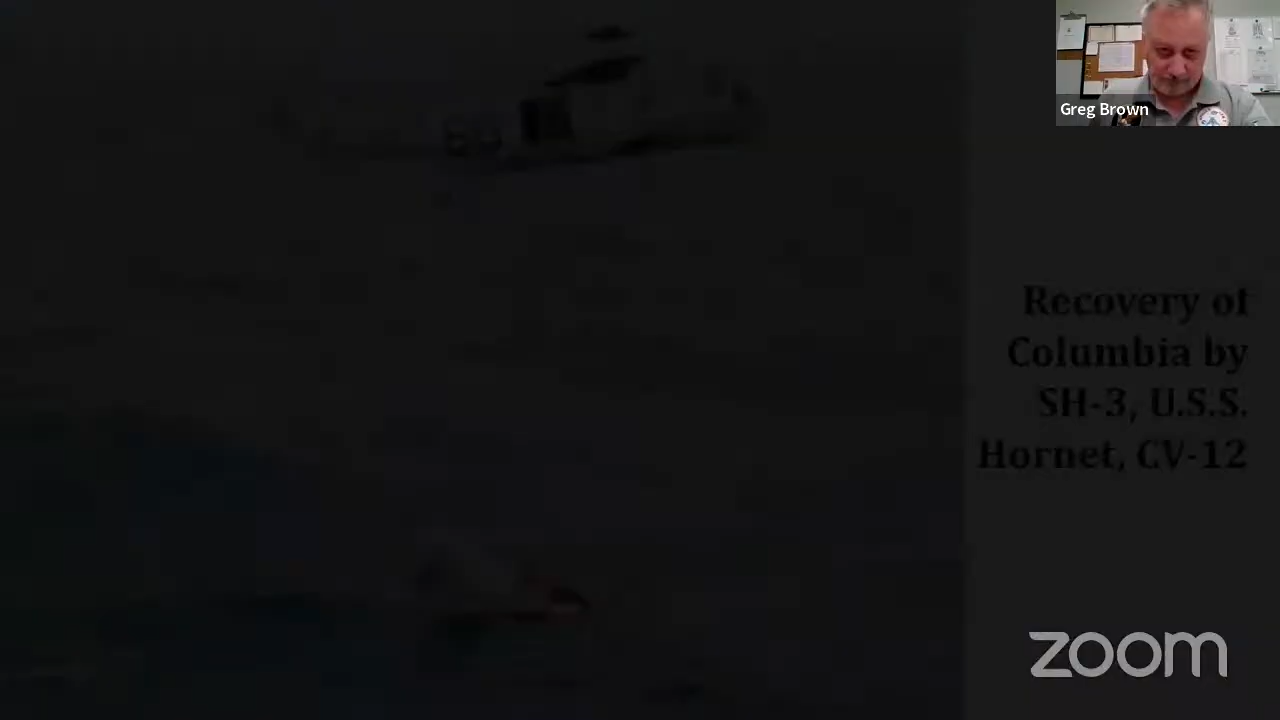 Greg Brown
Recovery of
Columbia by
SH-3, U.S.S.
Hornet, CV-12
zoom